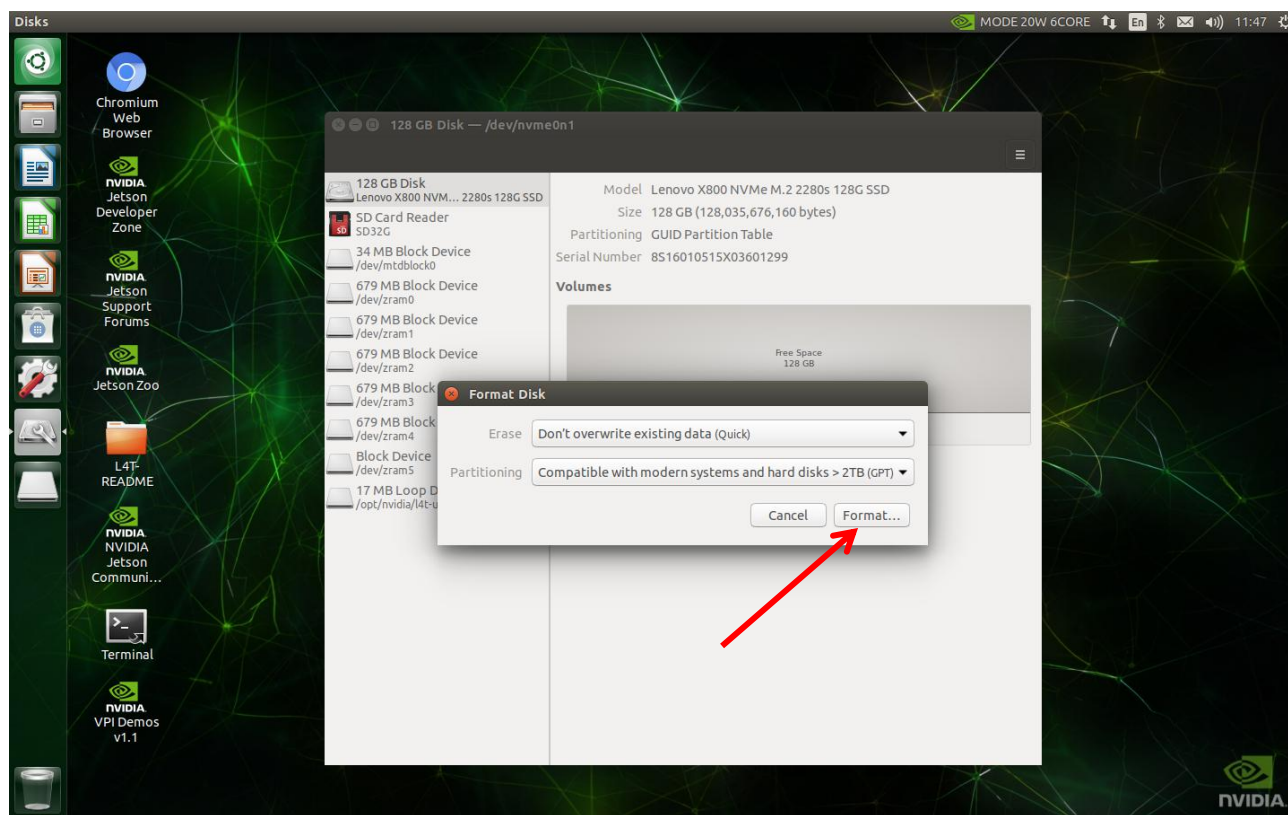 Disks
MODE 20W 6CORE
En
11:47
Chromium
Web
Browser
NVIDIA.
Jetson
Developer
Zone
NVIDIA.
Jetson
Support
Forums
NVIDIA.
Jetson Zoo
L4T-
README
NVIDIA.
NVIDIA
Jetson
Communi...
Terminal
NVIDIA.
VPI Demos
v1.1
128 GB Disk — /dev/nvme0n1
128 GB Disk
Lenovo X800 NVM... 2280s 128G SSD
SD Card Reader
SD32G
SD
34 MB Block Device
/dev/mtdblock0
679 MB Block Device
/dev/zram0
679 MB Block Device
/dev/zram1
679 MB Block Device
/dev/zram2
679 MB Block
/dev/zram3
679 MB Block
/dev/zram4
Block Device
/dev/zram5
17 MB Loop D
/opt/nvidia/l4t-u
Model Lenovo X800 NVMe M.2 2280s 128G SSD
Size 128 GB (128,035,676,160 bytes)
Partitioning GUID Partition Table
Serial Number 8S16010515X03601299
Volumes
Free Space
128 GB
Format Disk
Erase Don't overwrite existing data (Quick)
Partitioning Compatible with modern systems and hard disks > 2TB (GPT)
Cancel Format...
NVIDIA.